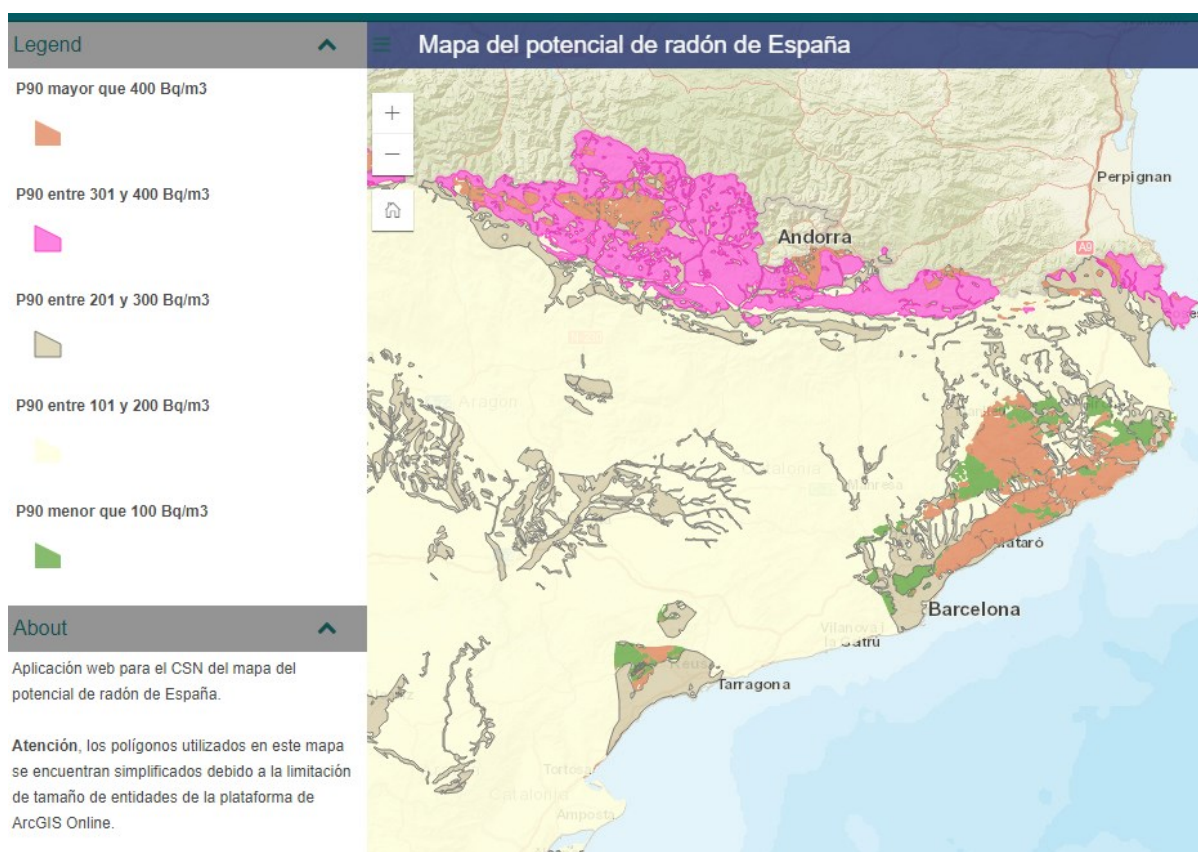 Legend
Mapa del potencial de radón de España
P90 mayor que 400 Bq/m3
P90 entre 301 y 400 Bq/m3
P90 entre 201 y 300 Bq/m3
P90 entre 101 y 200 Bq/m3
P90 menor que 100 Bq/m3
About
Aplicación web para el CSN del mapa del
potencial de radón de España.
Atención, los polígonos utilizados en este mapa
se encuentran simplificados debido a la limitación
de tamaño de entidades de la plataforma de
ArcGIS Online.
+
−
Perpignan
A9
Andorra
Aragon
Catalonia
Manresa
Mataró
Barcelona
Vilanova i
la Geltrú
Reus
Tarragona
Tortosa
Amposta